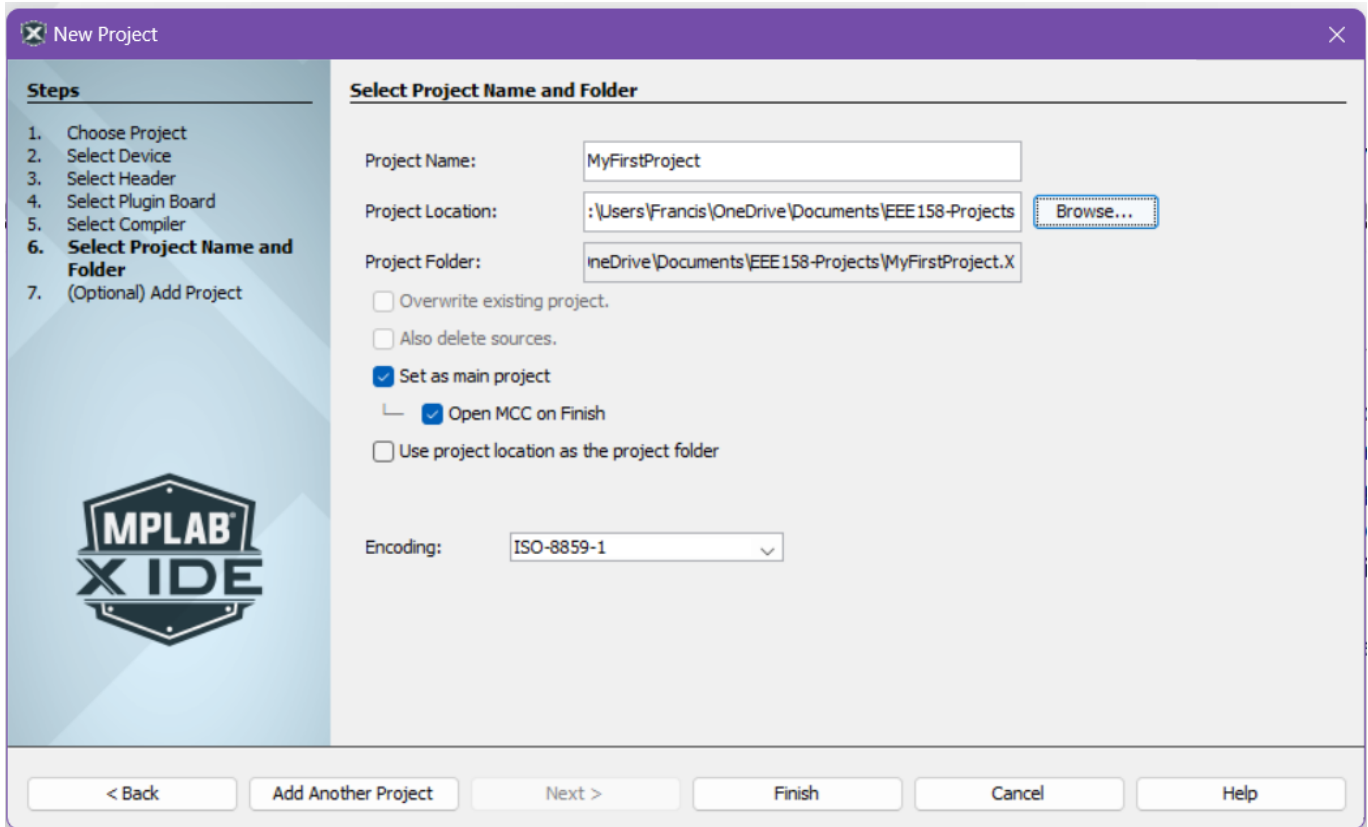 New Project
Steps
1. Choose Project
2. Select Device
3. Select Header
4. Select Plugin Board
5. Select Compiler
6. Select Project Name and
Folder
7. (Optional) Add Project
MPLAB®
X IDE
Select Project Name and Folder
Project Name: MyFirstProject
Project Location: :\Users\Francis\OneDrive\Documents\EEE158-Projects Browse...
Project Folder: neDrive\Documents\EEE158-Projects\MyFirstProject.X
Overwrite existing project.
Also delete sources.
Set as main project
Open MCC on Finish
Use project location as the project folder
Encoding: ISO-8859-1
< Back Add Another Project Next > Finish Cancel Help